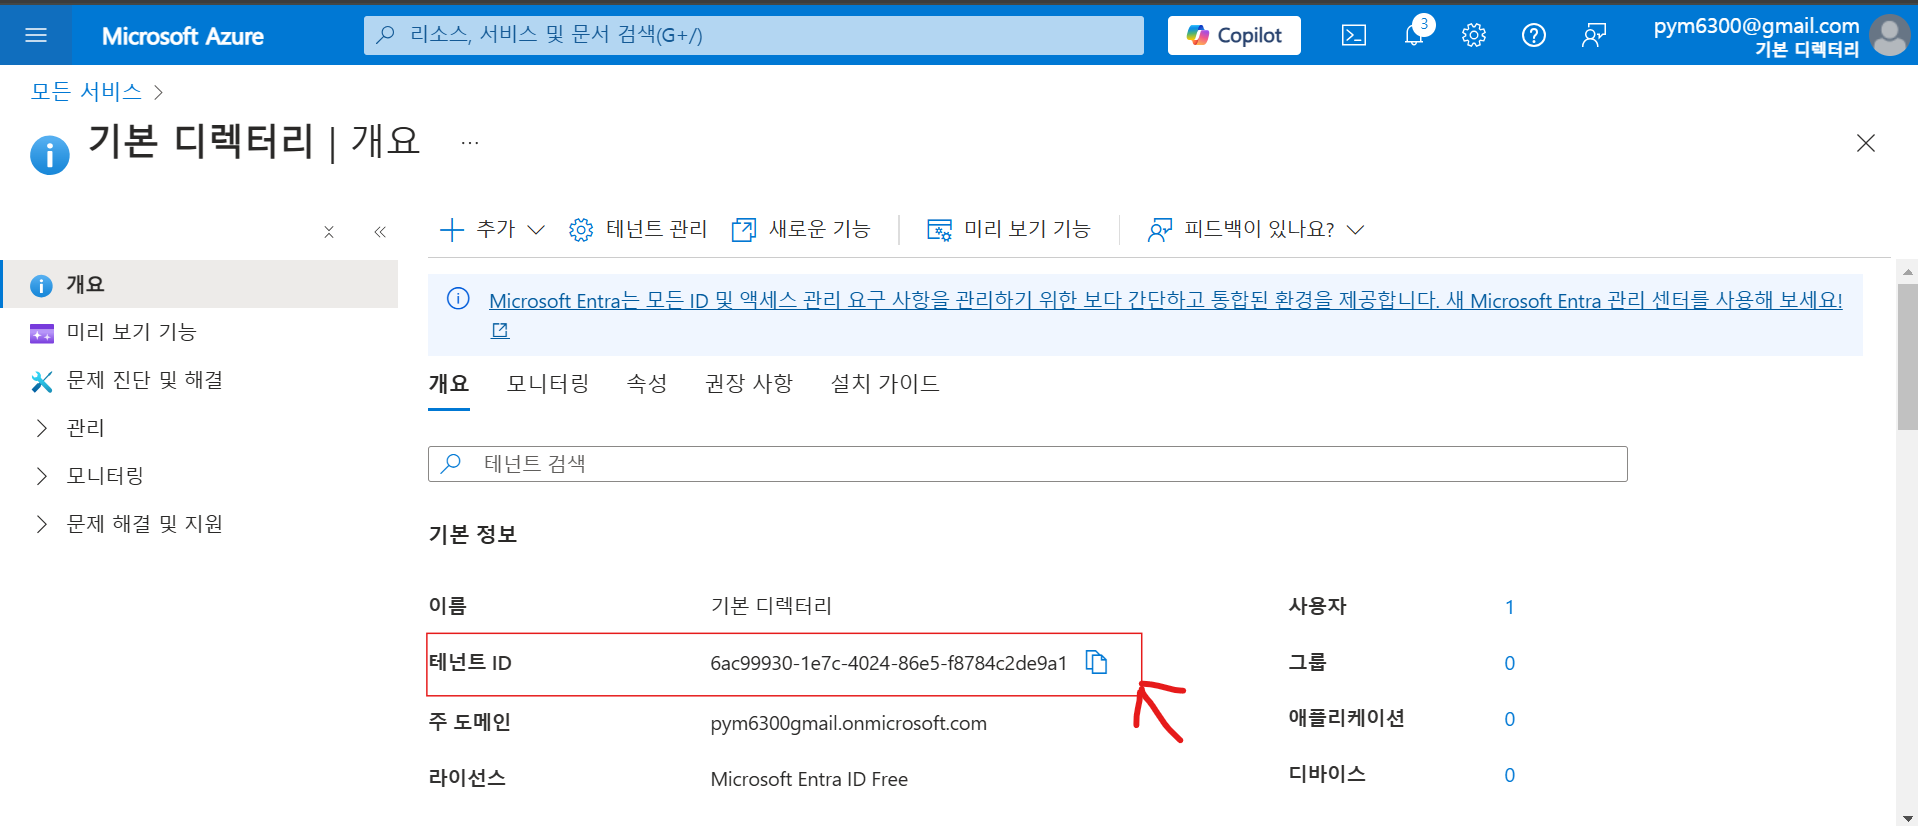 Microsoft Azure
리소스, 서비스 및 문서 검색(G+/)
Copilot
3
pym6300@gmail.com
기본 디렉터리
모든 서비스 >
기본 디렉터리 | 개요 ...
추가
테넌트 관리
새로운 기능
미리 보기 기능
피드백이 있나요?
개요
미리 보기 기능
문제 진단 및 해결
관리
모니터링
문제 해결 및 지원
Microsoft Entra는 모든 ID 및 액세스 관리 요구 사항을 관리하기 위한 보다 간단하고 통합된 환경을 제공합니다. 새 Microsoft Entra 관리 센터를 사용해 보세요!
개요 모니터링 속성 권장 사항 설치 가이드
테넌트 검색
기본 정보
이름 기본 디렉터리
테넌트 ID 6ac99930-1e7c-4024-86e5-f8784c2de9a1
주 도메인 pym6300gmail.onmicrosoft.com
라이선스 Microsoft Entra ID Free
사용자 1
그룹 0
애플리케이션 0
디바이스 0